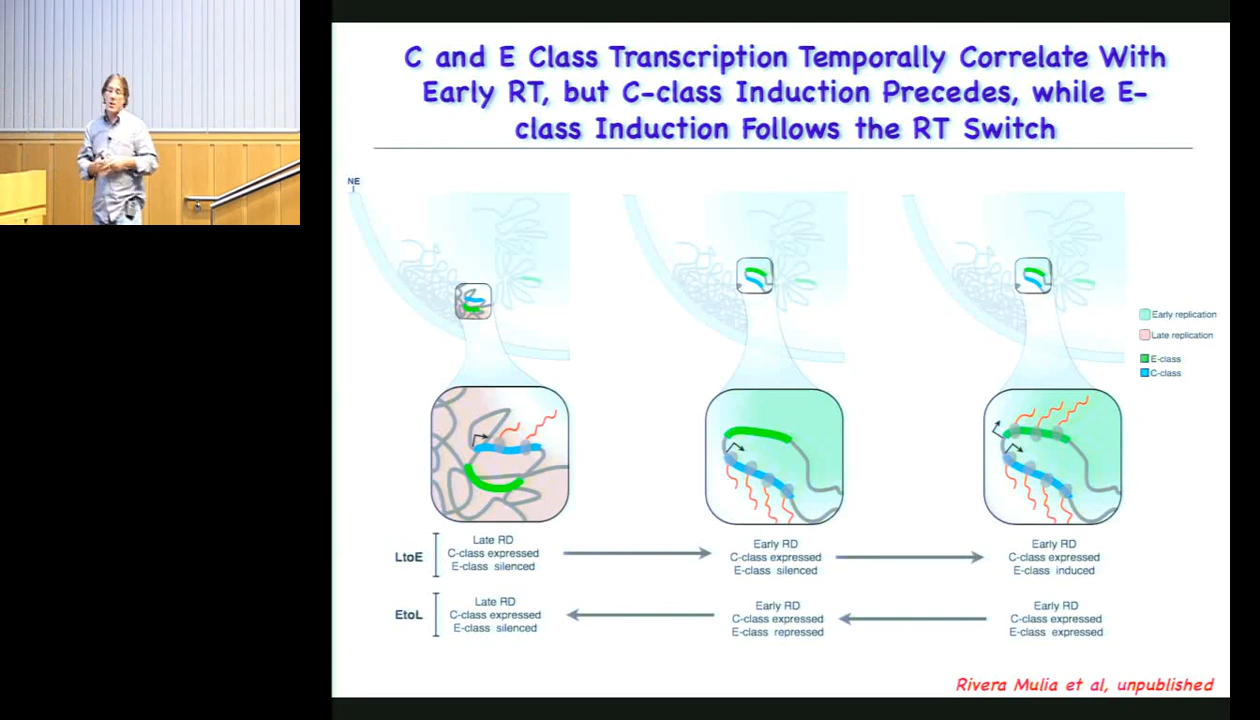 C and E Class Transcription Temporally Correlate With
Early RT, but C-class Induction Precedes, while E-
class Induction Follows the RT Switch
NE
Early replication
Late replication
E-class
C-class
LtoE
Late RD
C-class expressed
E-class silenced
Early RD
C-class expressed
E-class silenced
Early RD
C-class expressed
E-class induced
EtoL
Late RD
C-class expressed
E-class silenced
Early RD
C-class expressed
E-class repressed
Early RD
C-class expressed
E-class expressed
Rivera Mulia et al, unpublished